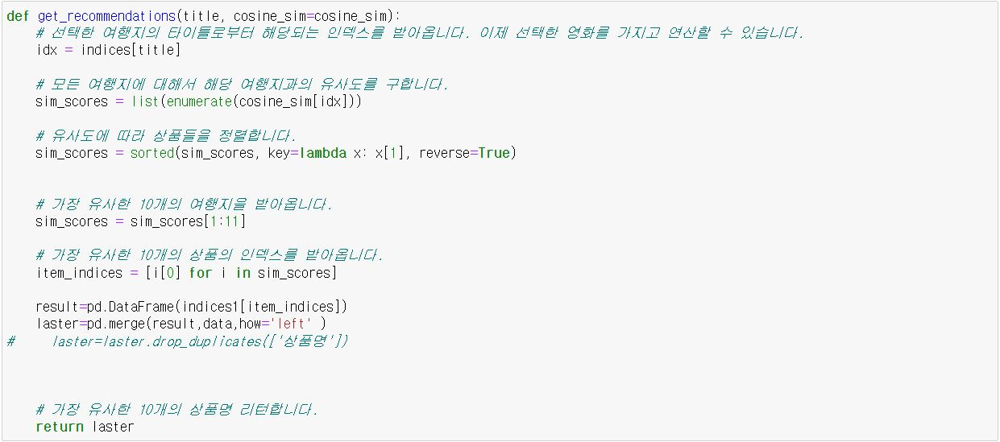 def get_recommendations(title, cosine_sim=cosine_sim):
    # 선택한 여행지의 타이틀로부터 해당되는 인덱스를 받아옵니다. 이제 선택한 영화를 가지고 연산할 수 있습니다.
    idx = indices[title]
    # 모든 여행지에 대해서 해당 여행지과의 유사도를 구합니다.
    sim_scores = list(enumerate(cosine_sim[idx]))
    # 유사도에 따라 상품들을 정렬합니다.
    sim_scores = sorted(sim_scores, key=lambda x: x[1], reverse=True)
    # 가장 유사한 10개의 여행지을 받아옵니다.
    sim_scores = sim_scores[1:11]
    # 가장 유사한 10개의 상품의 인덱스를 받아옵니다.
    item_indices = [i[0] for i in sim_scores]
    result=pd.DataFrame(indices1[item_indices])
    laster=pd.merge(result,data,how='left' )
#     laster=laster.drop_duplicates(['상품명'])
    # 가장 유사한 10개의 상품명 리턴합니다.
    return laster